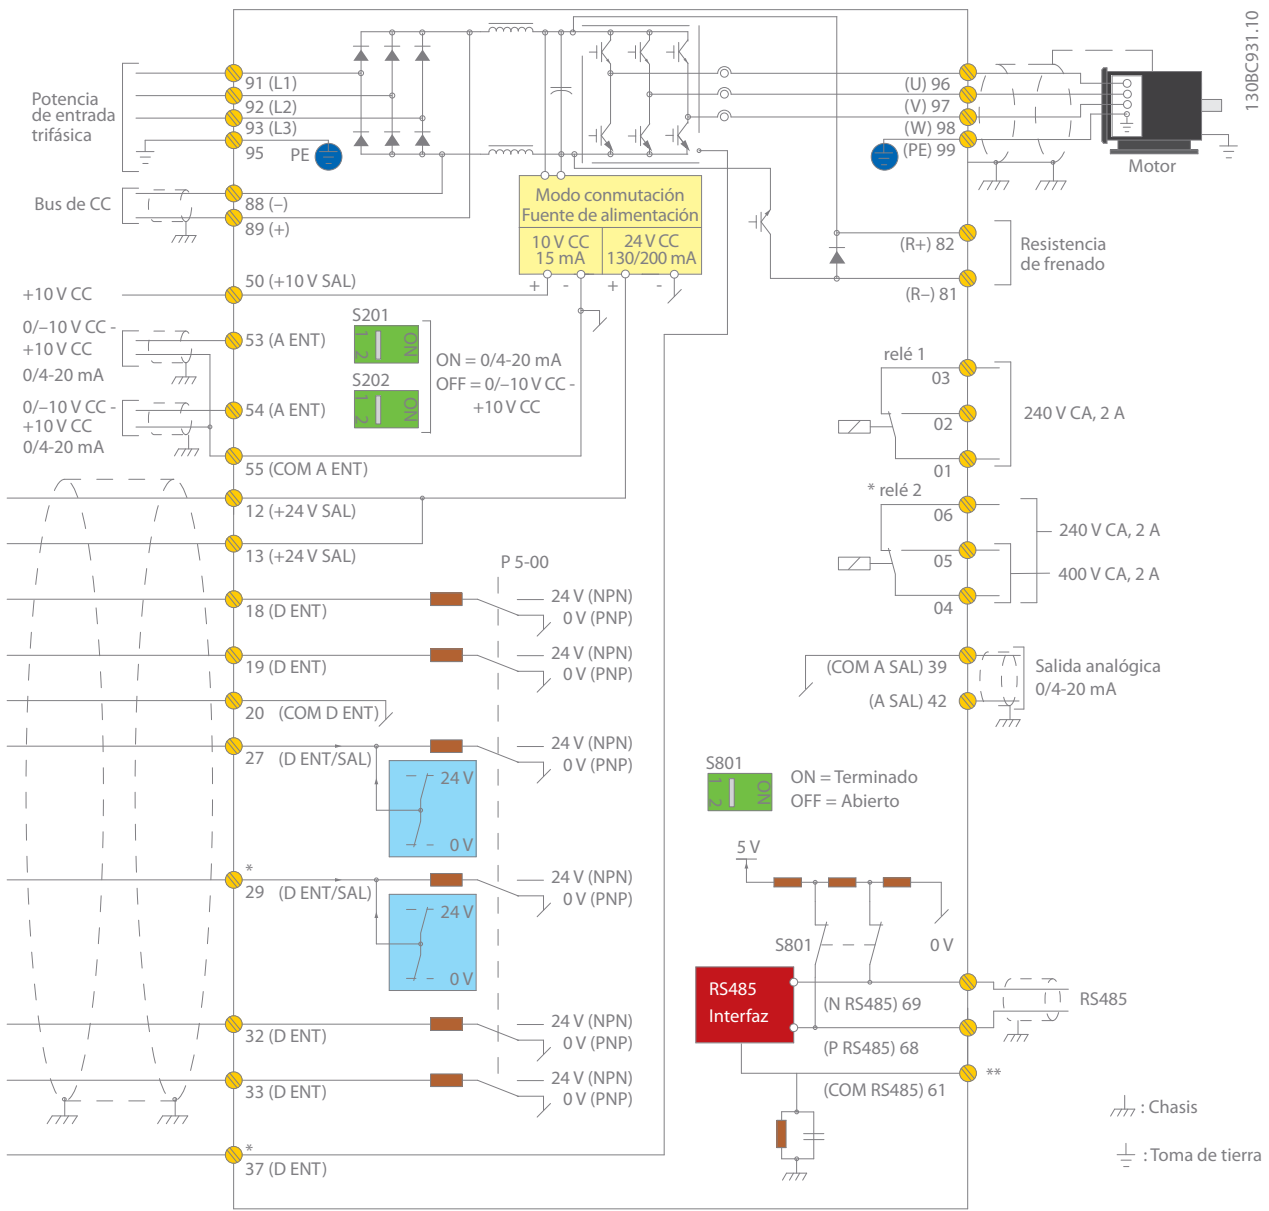 130BC931.10
Potencia
de entrada
trifásica
91 (L1)
92 (L2)
93 (L3)
95
PE
Bus de CC
88 (–)
89 (+)
Modo conmutación
Fuente de alimentación
10 V CC
15 mA
24 V CC
130/200 mA
+ - + -
(U) 96
(V) 97
(W) 98
(PE) 99
Motor
(R+) 82
(R–) 81
Resistencia
de frenado
+10 V CC
50 (+10 V SAL)
0/–10 V CC -
+10 V CC
0/4-20 mA
53 (A ENT)
0/–10 V CC -
+10 V CC
0/4-20 mA
54 (A ENT)
55 (COM A ENT)
S201
1 2 ON
S202
1 2 ON
ON = 0/4-20 mA
OFF = 0/–10 V CC -
+10 V CC
12 (+24 V SAL)
13 (+24 V SAL)
P 5-00
18 (D ENT)
24 V (NPN)
0 V (PNP)
19 (D ENT)
24 V (NPN)
0 V (PNP)
20 (COM D ENT)
27 (D ENT/SAL)
24 V (NPN)
0 V (PNP)
24 V
0 V
*
29 (D ENT/SAL)
24 V (NPN)
0 V (PNP)
24 V
0 V
32 (D ENT)
24 V (NPN)
0 V (PNP)
33 (D ENT)
24 V (NPN)
0 V (PNP)
*
37 (D ENT)
relé 1
03
02
01
240 V CA, 2 A
* relé 2
06
05
04
240 V CA, 2 A
400 V CA, 2 A
(COM A SAL) 39
(A SAL) 42
Salida analógica
0/4-20 mA
S801
1 2 ON
ON = Terminado
OFF = Abierto
5 V
S801
0 V
RS485
Interfaz
(N RS485) 69
(P RS485) 68
(COM RS485) 61
RS485
**
: Chasis
: Toma de tierra